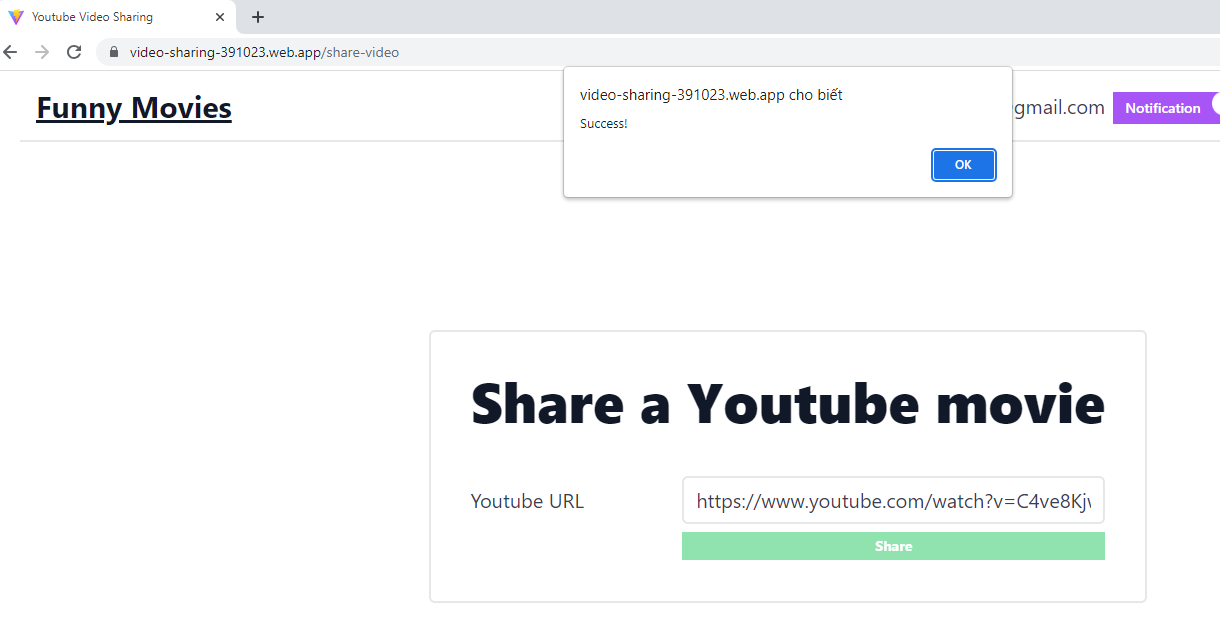 Youtube Video Sharing
video-sharing-391023.web.app/share-video
video-sharing-391023.web.app cho biết
Success!
OK
Funny Movies
gmail.com
Notification
Share a Youtube movie
Youtube URL
https://www.youtube.com/watch?v=C4ve8Kj
Share